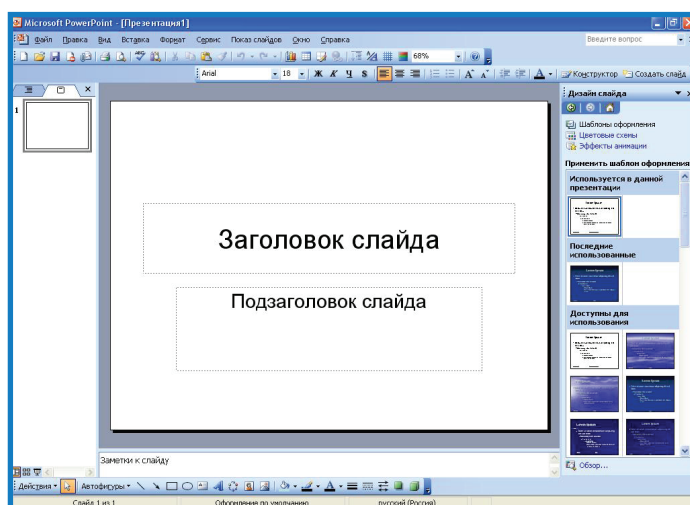 Microsoft PowerPoint - [Презентация1]
Файл Правка Вид Вставка Формат Сервис Показ слайдов Окно Справка
Введите вопрос
68%
Arial 18 Ж К Ч S Конструктор Создать слайд
Дизайн слайда
1
Шаблоны оформления
Цветовые схемы
Эффекты анимации
Применить шаблон оформления
Используется в данной
презентации
Заголовок слайда
Последние
использованные
Подзаголовок слайда
Доступны для
использования
Заметки к слайду
Обзор...
Действия Автофигуры
Слайд 1 из 1 Оформление по умолчанию русский (Россия)